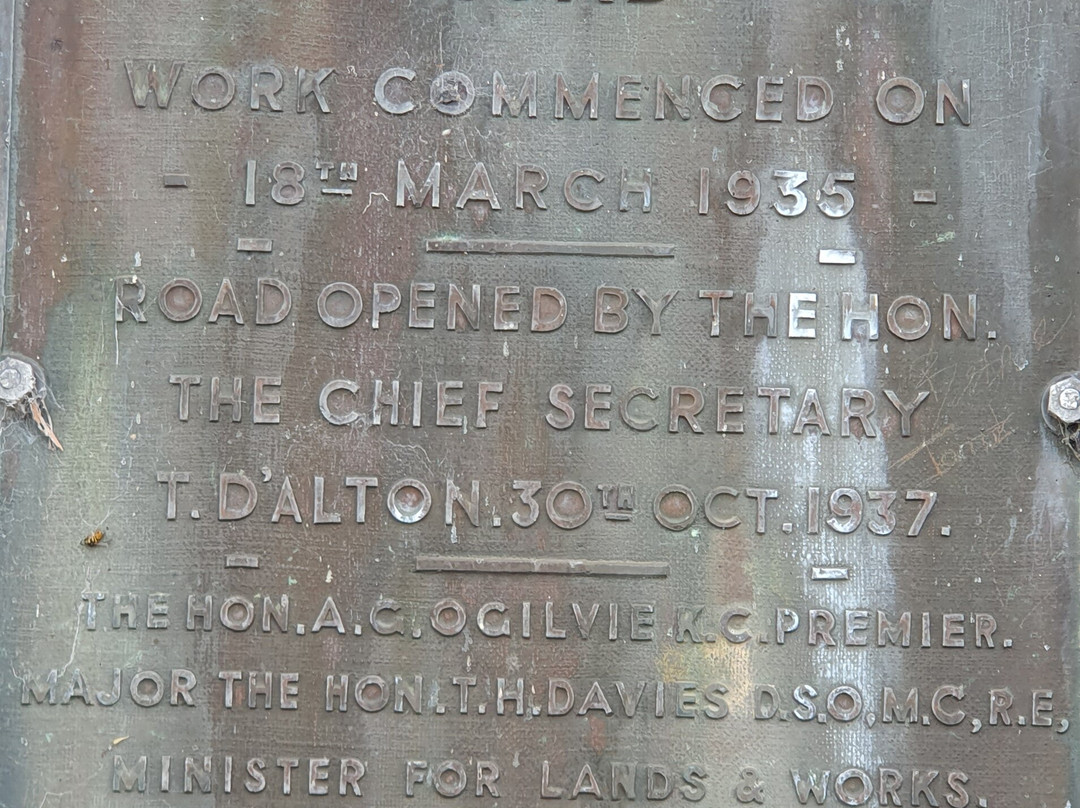 WORK COMMENCED ON
- 18TH MARCH 1935 -
ROAD OPENED BY THE HON.
THE CHIEF SECRETARY
T. D'ALTON. 30TH OCT. 1937.
THE HON. A. G. OGILVIE K.C. PREMIER.
MAJOR THE HON. T.H. DAVIES D.S.O, M.C, R.E,
MINISTER FOR LANDS & WORKS.